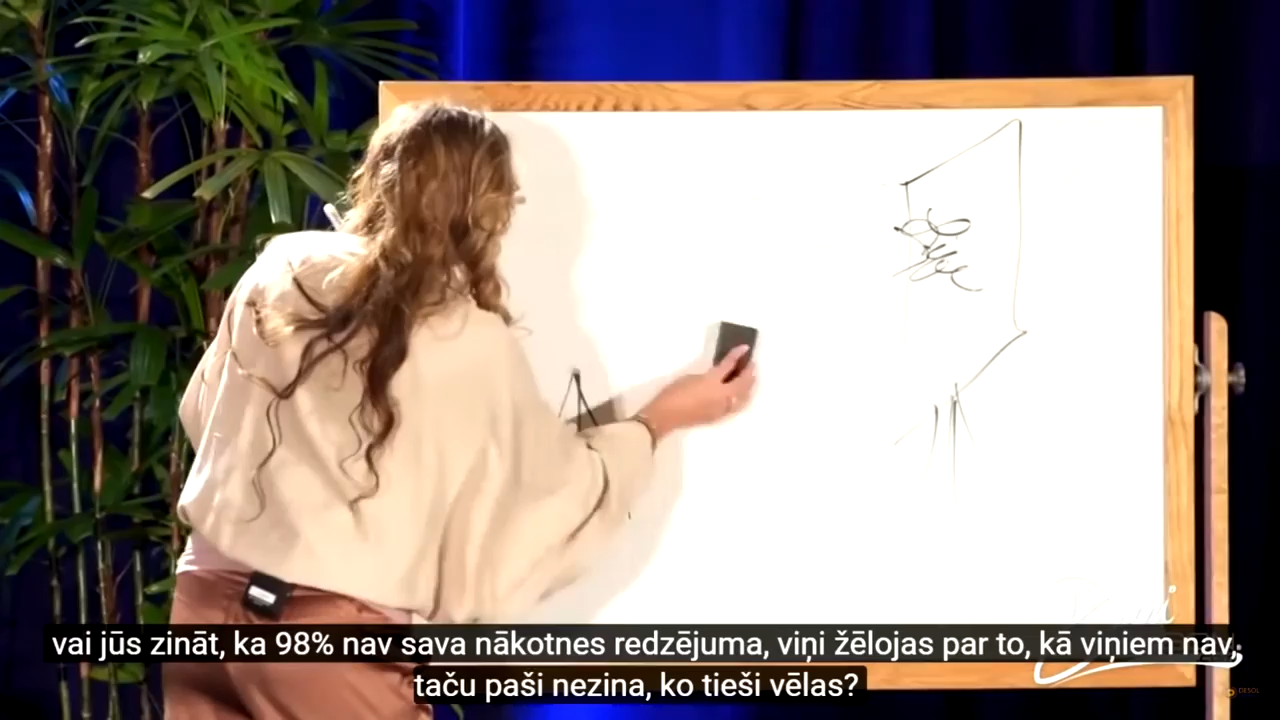 vai jūs zināt, ka 98% nav sava nākotnes redzējuma, viņi žēlojas par to, kā viņiem nav,
taču paši nezina, ko tieši vēlas?
DESOL